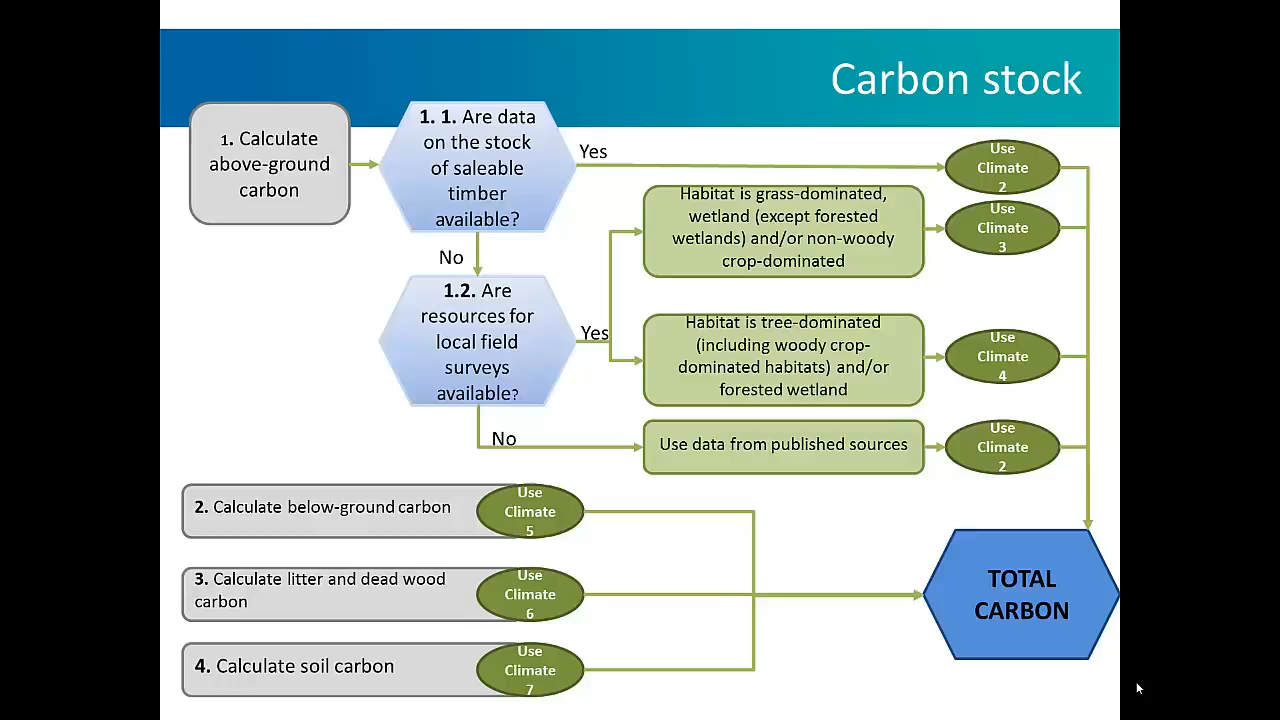 Carbon stock
1. Calculate
above-ground
carbon
1. 1. Are data
on the stock
of saleable
timber
available?
Yes
Use
Climate
2
Habitat is grass-dominated,
wetland (except forested
wetlands) and/or non-woody
crop-dominated
Use
Climate
3
No
1.2. Are
resources for
local field
surveys
available?
Yes
Habitat is tree-dominated
(including woody crop-
dominated habitats) and/or
forested wetland
Use
Climate
4
No
Use data from published sources
Use
Climate
2
2. Calculate below-ground carbon
Use
Climate
5
3. Calculate litter and dead wood
carbon
Use
Climate
6
4. Calculate soil carbon
Use
Climate
7
TOTAL
CARBON